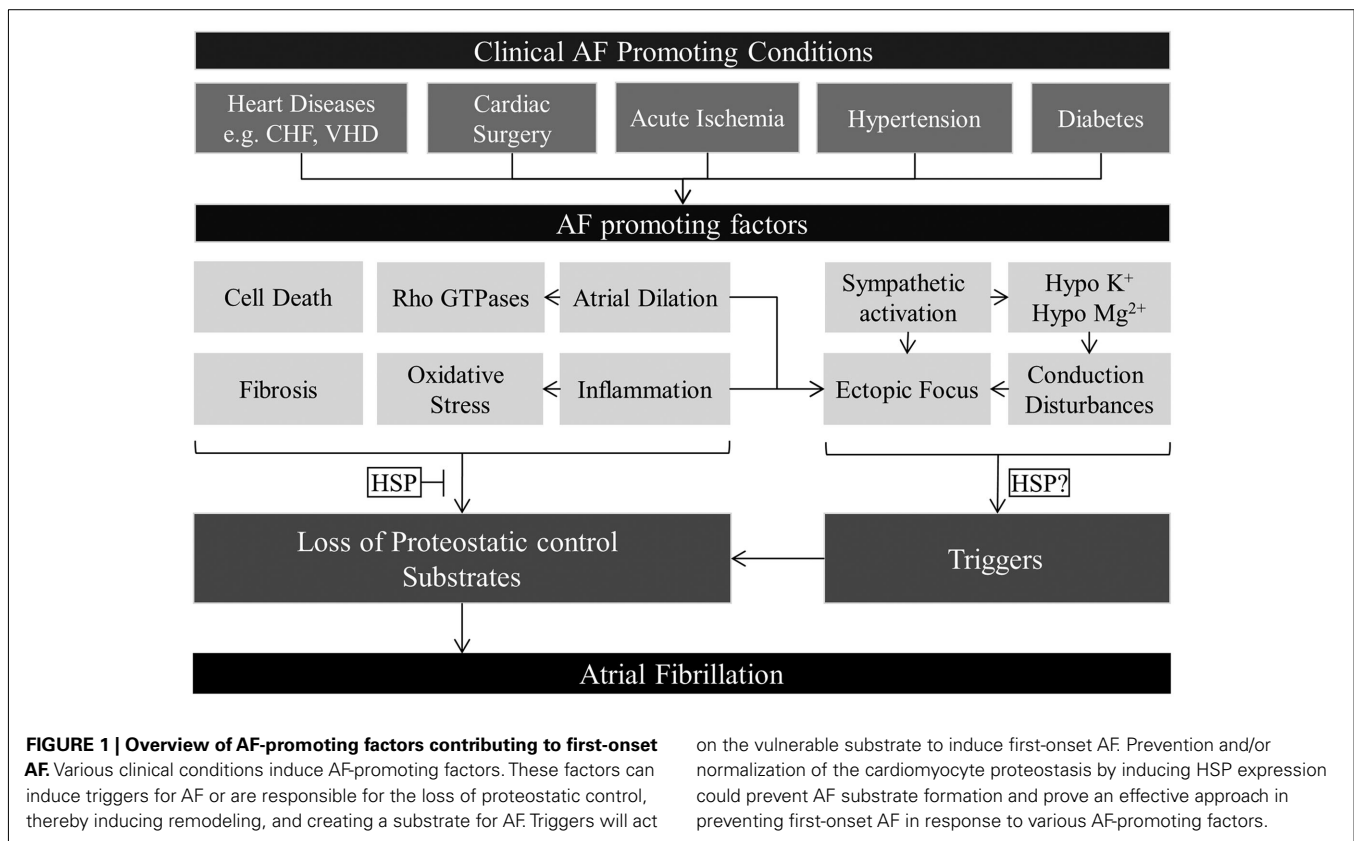 Clinical AF Promoting Conditions
Heart Diseases
e.g. CHF, VHD
Cardiac
Surgery
Acute Ischemia
Hypertension
Diabetes
AF promoting factors
Cell Death
Rho GTPases
Atrial Dilation
Sympathetic
activation
Hypo K⁺
Hypo Mg²⁺
Fibrosis
Oxidative
Stress
Inflammation
Ectopic Focus
Conduction
Disturbances
HSP
HSP?
Loss of Proteostatic control
Substrates
Triggers
Atrial Fibrillation
FIGURE 1 | Overview of AF-promoting factors contributing to first-onset
AF. Various clinical conditions induce AF-promoting factors. These factors can
induce triggers for AF or are responsible for the loss of proteostatic control,
thereby inducing remodeling, and creating a substrate for AF. Triggers will act
on the vulnerable substrate to induce first-onset AF. Prevention and/or
normalization of the cardiomyocyte proteostasis by inducing HSP expression
could prevent AF substrate formation and prove an effective approach in
preventing first-onset AF in response to various AF-promoting factors.